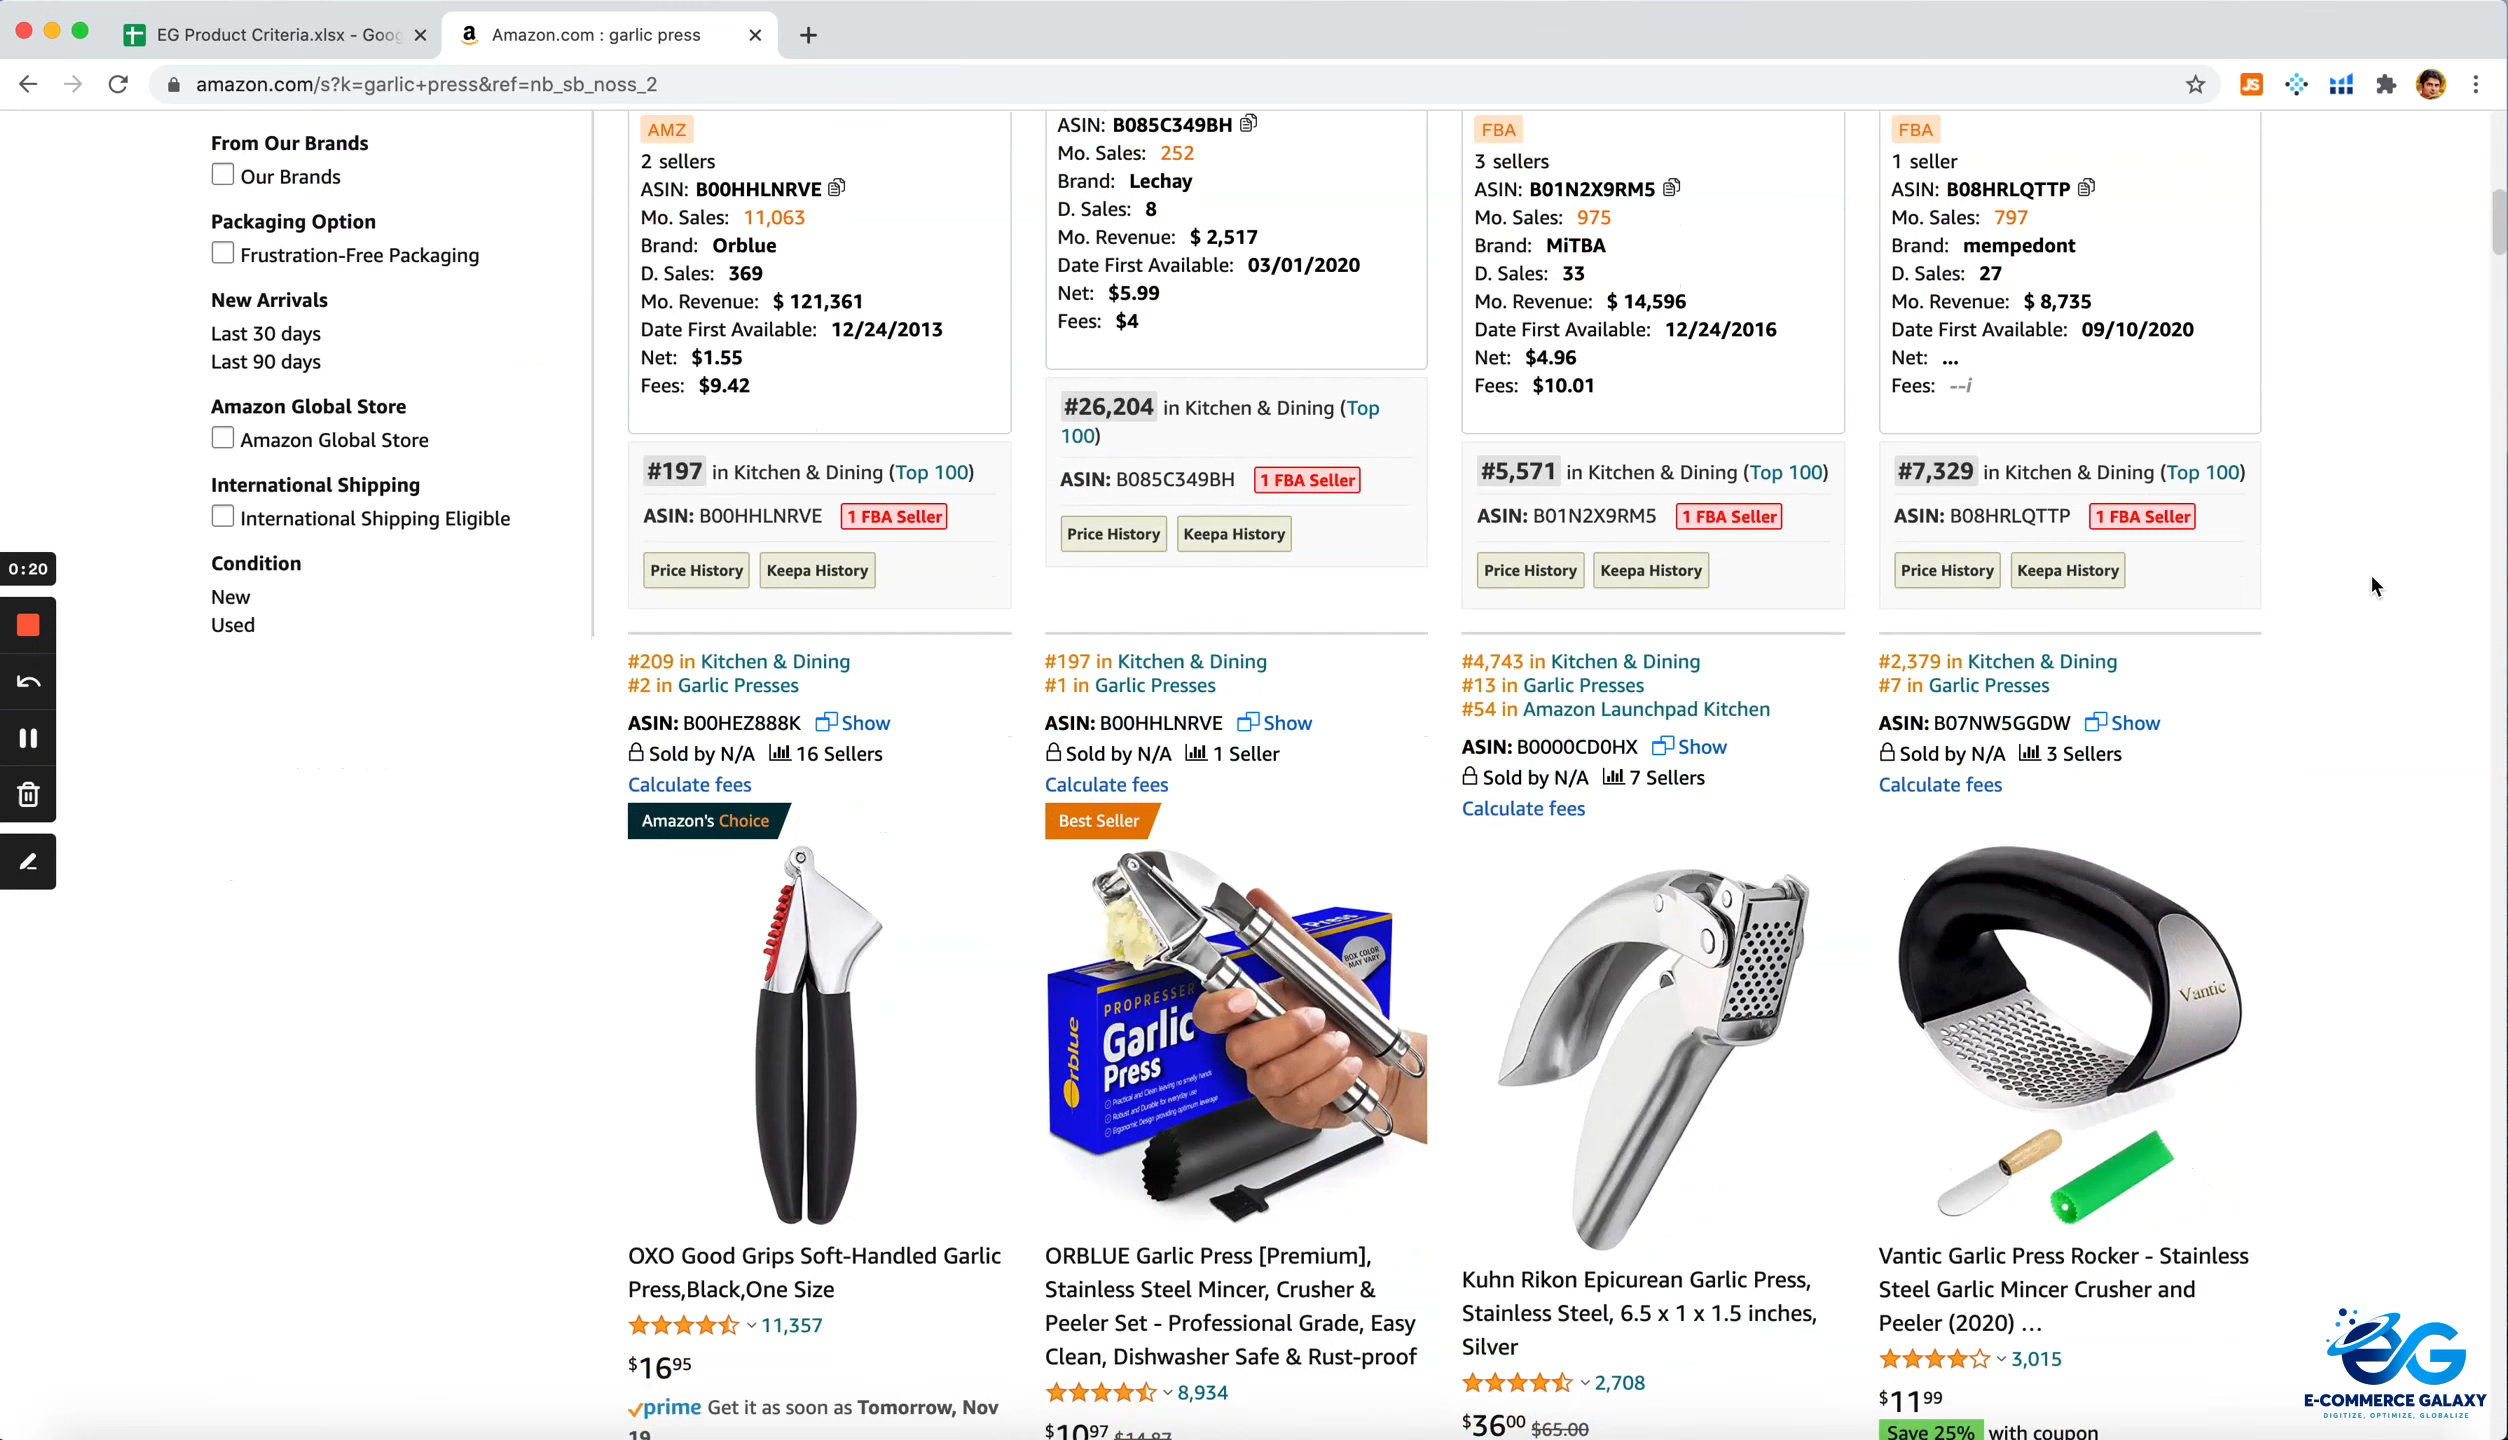 EG Product Criteria.xlsx - Goog
Amazon.com : garlic press
amazon.com/s?k=garlic+press&ref=nb_sb_noss_2
JS
From Our Brands
Our Brands
Packaging Option
Frustration-Free Packaging
New Arrivals
Last 30 days
Last 90 days
Amazon Global Store
Amazon Global Store
International Shipping
International Shipping Eligible
Condition
New
Used
0:20
AMZ
2 sellers
ASIN: B00HHLNRVE
Mo. Sales: 11,063
Brand: Orblue
D. Sales: 369
Mo. Revenue: $ 121,361
Date First Available: 12/24/2013
Net: $1.55
Fees: $9.42
#197 in Kitchen & Dining (Top 100)
ASIN: B00HHLNRVE 1 FBA Seller
Price History Keepa History
ASIN: B085C349BH
Mo. Sales: 252
Brand: Lechay
D. Sales: 8
Mo. Revenue: $ 2,517
Date First Available: 03/01/2020
Net: $5.99
Fees: $4
#26,204 in Kitchen & Dining (Top
100)
ASIN: B085C349BH 1 FBA Seller
Price History Keepa History
FBA
3 sellers
ASIN: B01N2X9RM5
Mo. Sales: 975
Brand: MiTBA
D. Sales: 33
Mo. Revenue: $ 14,596
Date First Available: 12/24/2016
Net: $4.96
Fees: $10.01
#5,571 in Kitchen & Dining (Top 100)
ASIN: B01N2X9RM5 1 FBA Seller
Price History Keepa History
FBA
1 seller
ASIN: B08HRLQTTP
Mo. Sales: 797
Brand: mempedont
D. Sales: 27
Mo. Revenue: $ 8,735
Date First Available: 09/10/2020
Net: ...
Fees: --i
#7,329 in Kitchen & Dining (Top 100)
ASIN: B08HRLQTTP 1 FBA Seller
Price History Keepa History
#209 in Kitchen & Dining
#2 in Garlic Presses
ASIN: B00HEZ888K Show
Sold by N/A 16 Sellers
Calculate fees
Amazon's Choice
OXO Good Grips Soft-Handled Garlic
Press,Black,One Size
11,357
$16 95
prime Get it as soon as Tomorrow, Nov
19
#197 in Kitchen & Dining
#1 in Garlic Presses
ASIN: B00HHLNRVE Show
Sold by N/A 1 Seller
Calculate fees
Best Seller
Press
BOX COLOR
MAY VARY
PROPRESSER
Orblue
Garlic
Press
ORBLUE Garlic Press [Premium],
Stainless Steel Mincer, Crusher &
Peeler Set - Professional Grade, Easy
Clean, Dishwasher Safe & Rust-proof
8,934
$10 97 $14.87
#4,743 in Kitchen & Dining
#13 in Garlic Presses
#54 in Amazon Launchpad Kitchen
ASIN: B0000CD0HX Show
Sold by N/A 7 Sellers
Calculate fees
Kuhn Rikon Epicurean Garlic Press,
Stainless Steel, 6.5 x 1 x 1.5 inches,
Silver
2,708
$36 00 $65.00
#2,379 in Kitchen & Dining
#7 in Garlic Presses
ASIN: B07NW5GGDW Show
Sold by N/A 3 Sellers
Calculate fees
Vantic
Vantic Garlic Press Rocker - Stainless
Steel Garlic Mincer Crusher and
Peeler (2020) ...
3,015
$11 99
Save 25% with coupon
EG
E-COMMERCE GALAXY
DIGITIZE, OPTIMIZE, GLOBALIZE